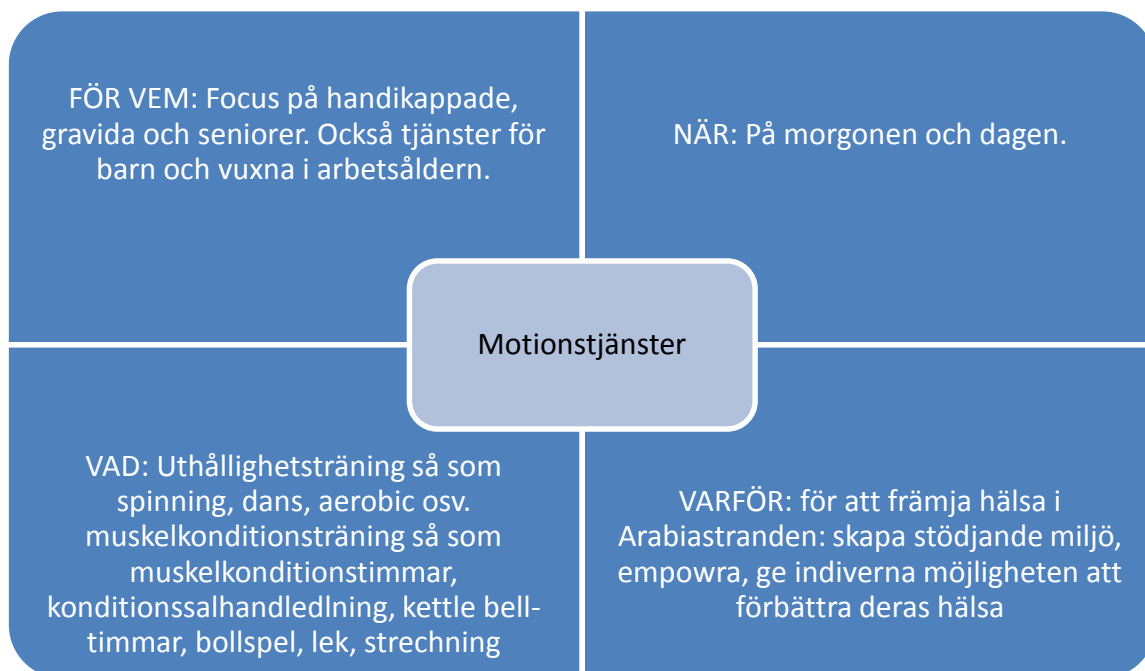 FÖR VEM: Focus på handikappade,
gravida och seniorer. Också tjänster för
barn och vuxna i arbetsåldern.
NÄR: På morgonen och dagen.
Motionstjänster
VAD: Uthållighetsträning så som
spinning, dans, aerobic osv.
muskelkonditionsträning så som
muskelkonditionstimmar,
konditionssalhandledlning, kettle bell-
timmar, bollspel, lek, strechning
VARFÖR: för att främja hälsa i
Arabiastranden: skapa stödjande miljö,
empowra, ge indiverna möjligheten att
förbättra deras hälsa